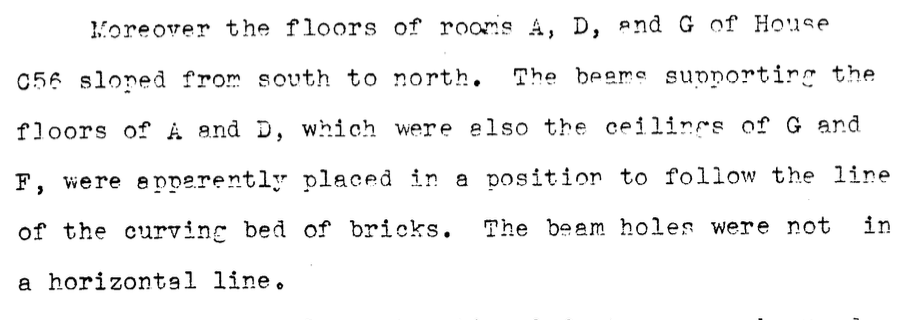 Moreover the floors of rooms A, D, and G of House
C56 sloped from south to north. The beams supporting the
floors of A and D, which were also the ceilings of G and
F, were apparently placed in a position to follow the line
of the curving bed of bricks. The beam holes were not in
a horizontal line.